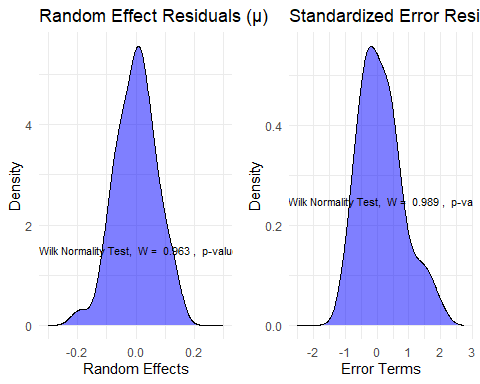 Random Effect Residuals (μ)
Standardized Error Resi
Density
4
2
0
Wilk Normality Test, W = 0.963 , p-valu
-0.2
0.0
0.2
Random Effects
Density
0.4
0.2
0.0
Wilk Normality Test, W = 0.989 , p-va
-2
-1
0
1
2
3
Error Terms